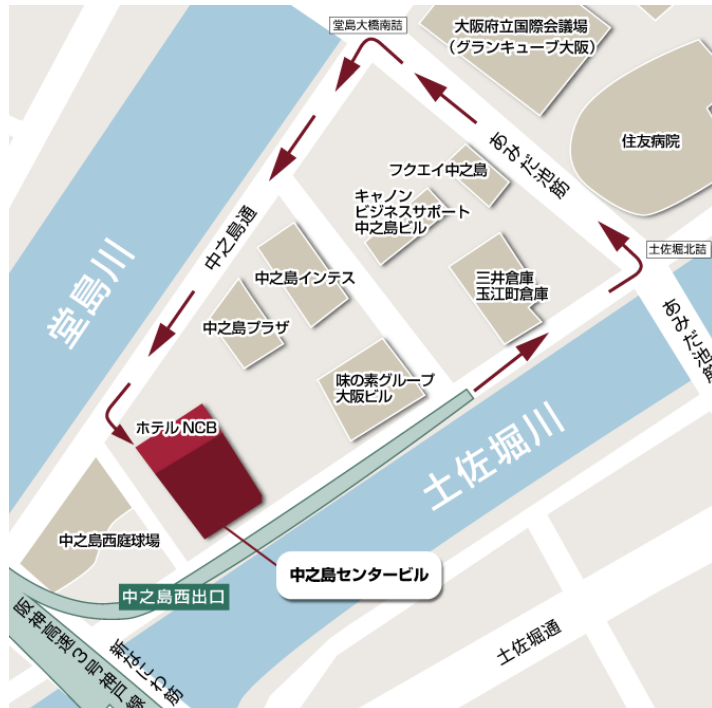 堂島大橋南詰
大阪府立国際会議場
(グランキューブ大阪)
住友病院
あみだ池筋
フクエイ中之島
キャノン
ビジネスサポート
中之島ビル
土佐堀北詰
中之島通
堂島川
中之島インテス
三井倉庫
玉江町倉庫
あみだ池筋
中之島プラザ
味の素グループ
大阪ビル
ホテルNCB
土佐堀川
中之島西庭球場
中之島センタービル
中之島西出口
阪神高速3号神戸線
新なにわ筋
土佐堀通